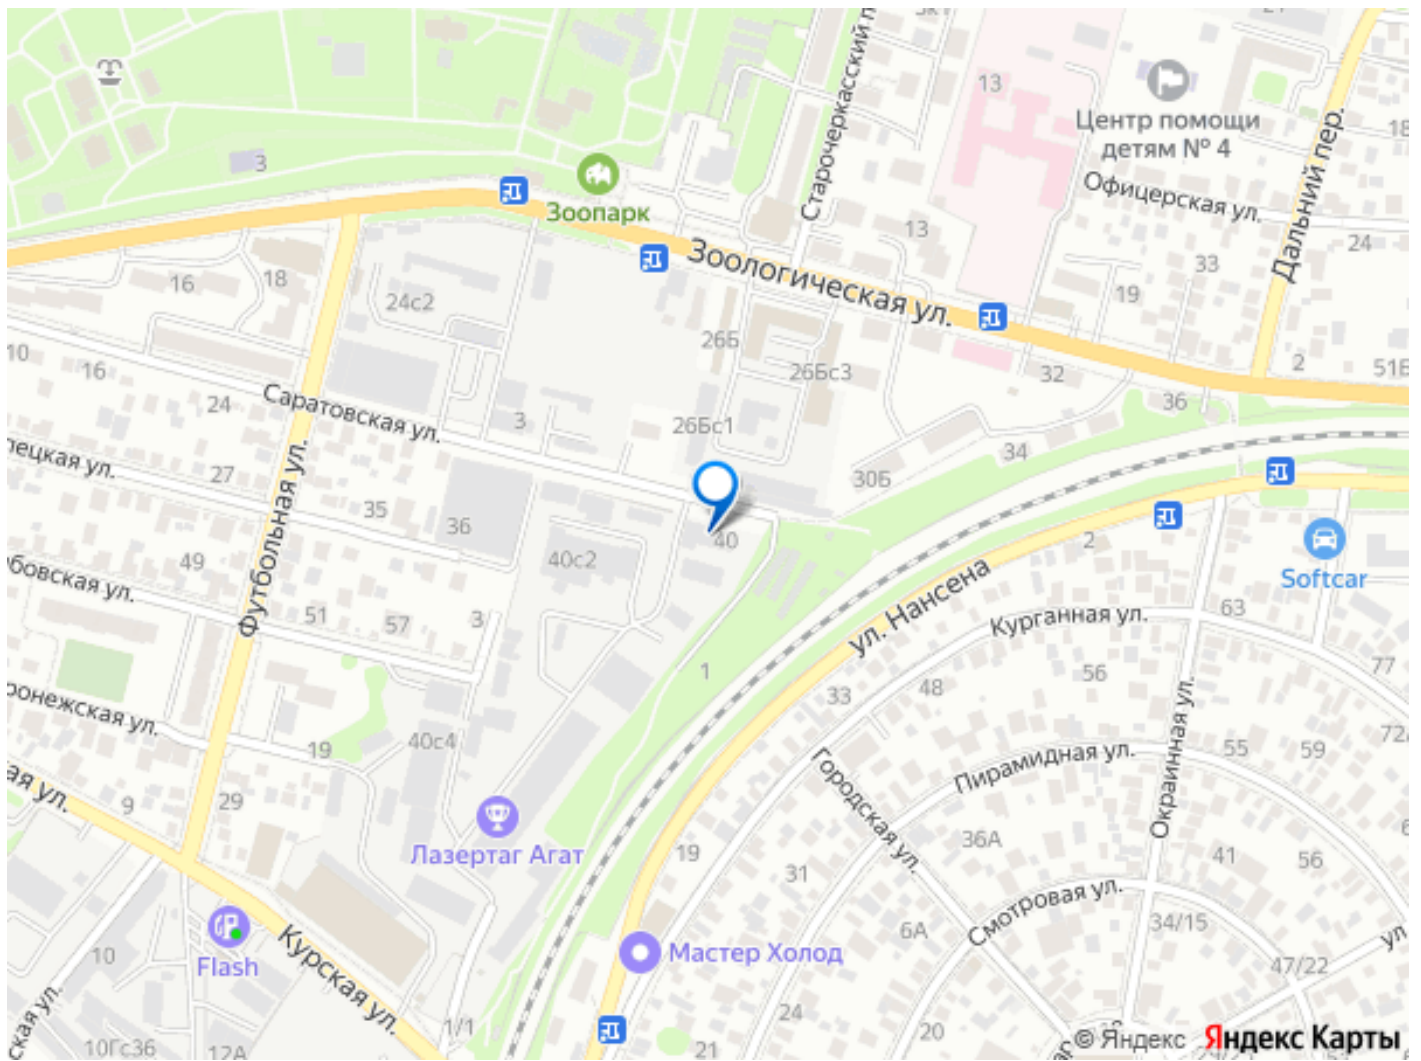 13
Старочеркасский п
Центр помощи
детям № 4
Дальний пер.
18
3
Офицерская ул.
Зоопарк
13
24
Зоологическая ул.
33
16
18
19
24с2
26Б
10
16
26Бс3
32
2
51Б
24
Саратовская ул.
3
26Бс1
36
34
пецкая ул.
27
30Б
Футбольная ул.
35
36
40
2
49
40с2
Softcar
бовская ул.
ул. Нансена
63
51
57
3
Курганная ул.
77
1
56
48
33
ронежская ул.
Окраинная ул.
72
19
40с4
55
59
Городская ул.
Пирамидная ул.
ая ул.
9
29
36А
Лазертаг Агат
19
31
41
56
Смотровая ул.
34/15
6А
ул
Flash
10
Курская ул.
Мастер Холод
47/22
ская ул.
24
1/1
20
21
10Гс36
12А
© Яндекс Яндекс Карты